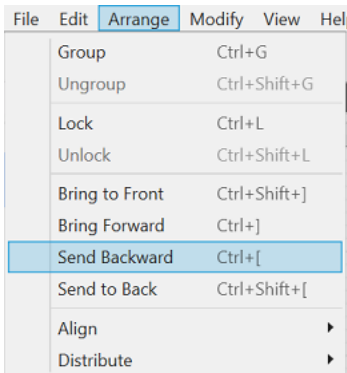 File Edit Arrange Modify View Hel
Group Ctrl+G
Ungroup Ctrl+Shift+G
Lock Ctrl+L
Unlock Ctrl+Shift+L
Bring to Front Ctrl+Shift+]
Bring Forward Ctrl+]
Send Backward Ctrl+[
Send to Back Ctrl+Shift+[
Align
Distribute